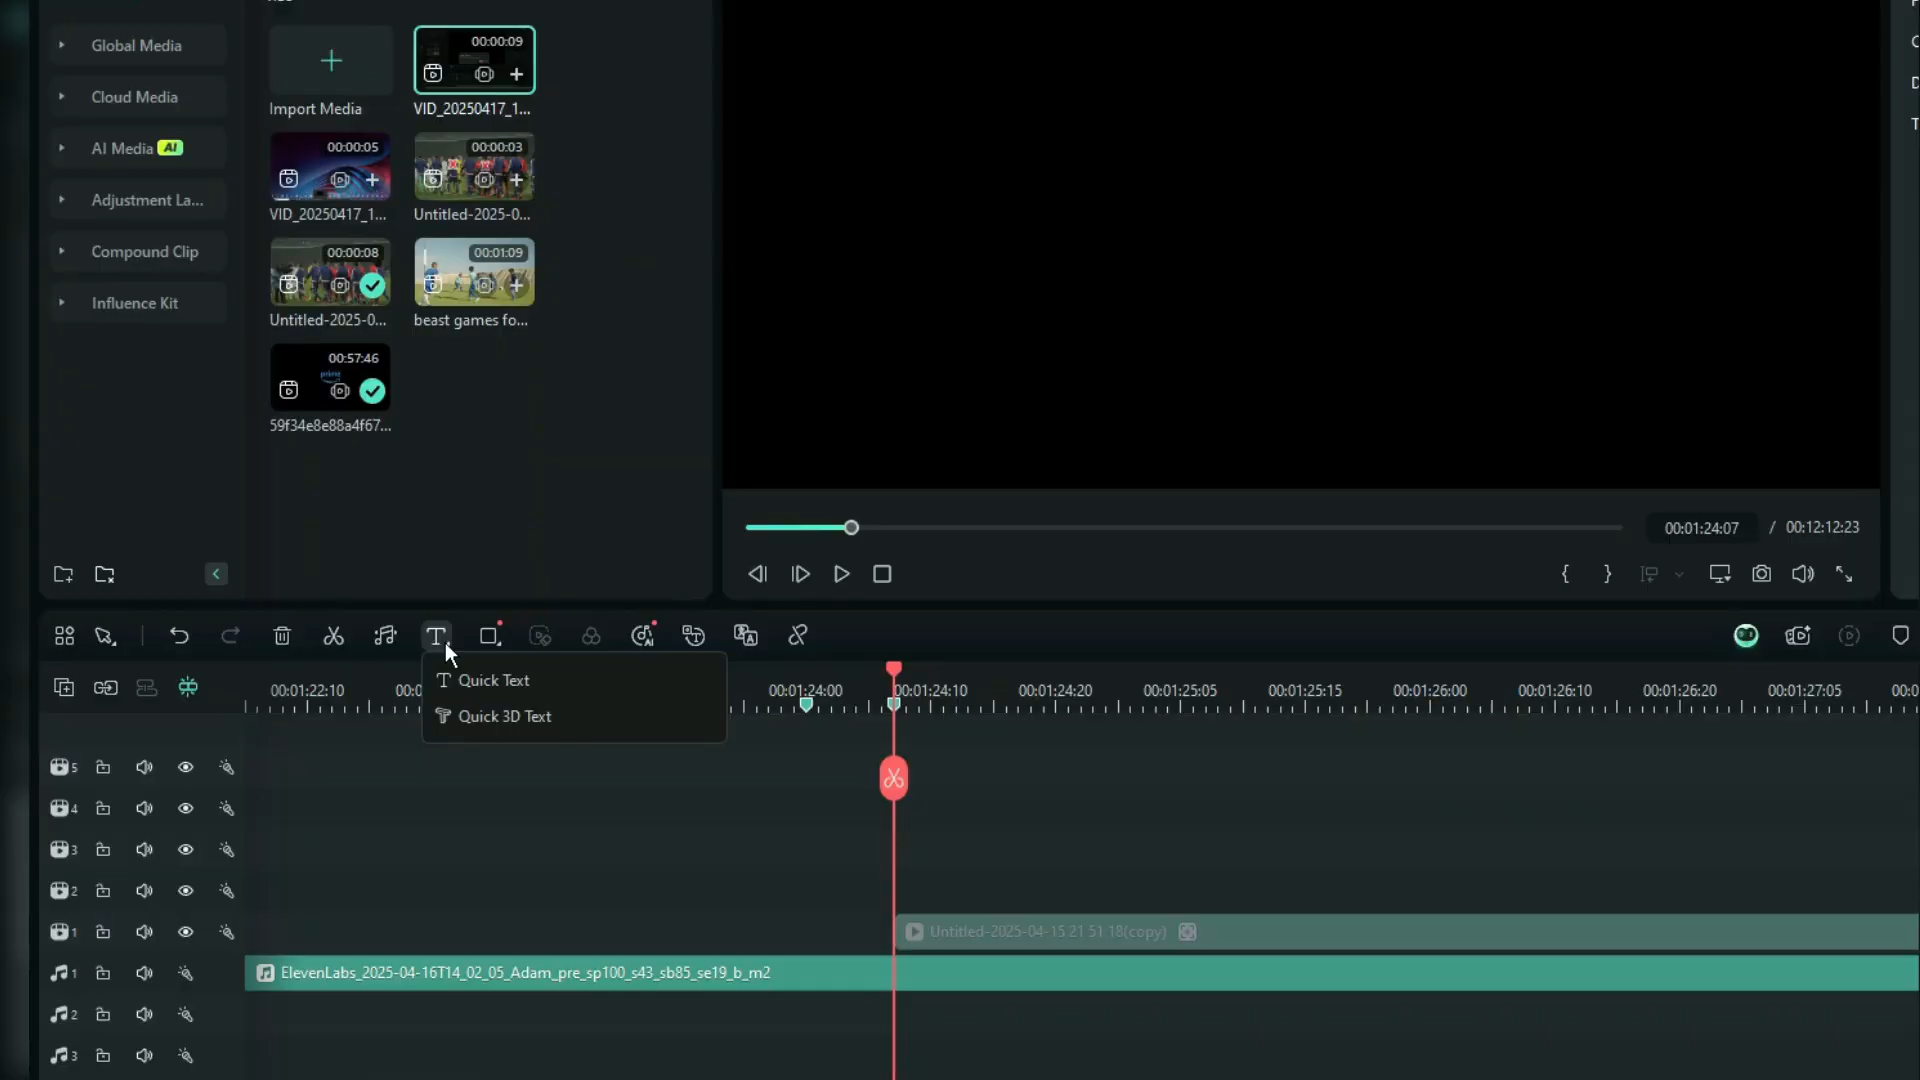 Global Media
Cloud Media
AI Media AI
Adjustment La...
Compound Clip
Influence Kit
Import Media
00:00:09
VID_20250417_1...
00:00:05
VID_20250417_1...
00:00:03
Untitled-2025-0...
00:00:08
Untitled-2025-0...
00:01:09
beast games fo...
00:57:46
prime
59f34e8e88a4f67...
00:01:24:07 / 00:12:12:23
Quick Text
Quick 3D Text
00:01:22:10
00:01:24:00
00:01:24:10
00:01:24:20
00:01:25:05
00:01:25:15
00:01:26:00
00:01:26:10
00:01:26:20
00:01:27:05
5
4
3
2
1
Untitled-2025-04-15 21 51 18(copy)
1
ElevenLabs_2025-04-16T14_02_05_Adam_pre_sp100_s43_sb85_se19_b_m2
2
3